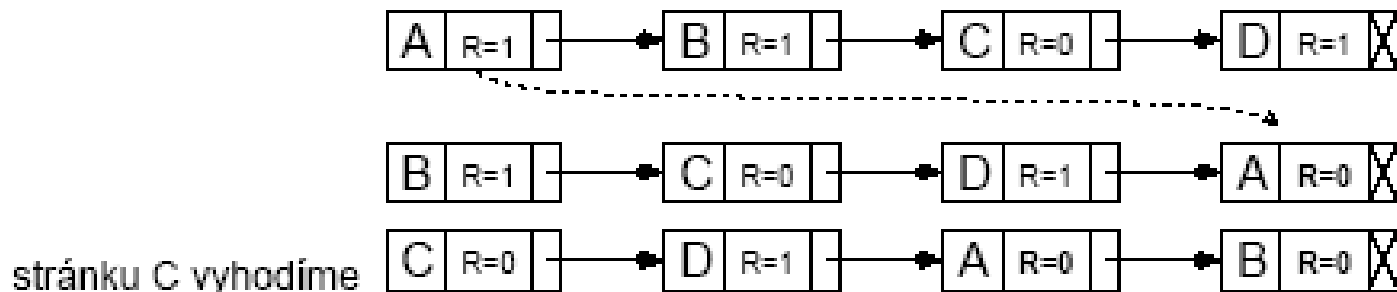 A R=1 B R=1 C R=0 D R=1
B R=1 C R=0 D R=1 A R=0
stránku C vyhodíme C R=0 D R=1 A R=0 B R=0